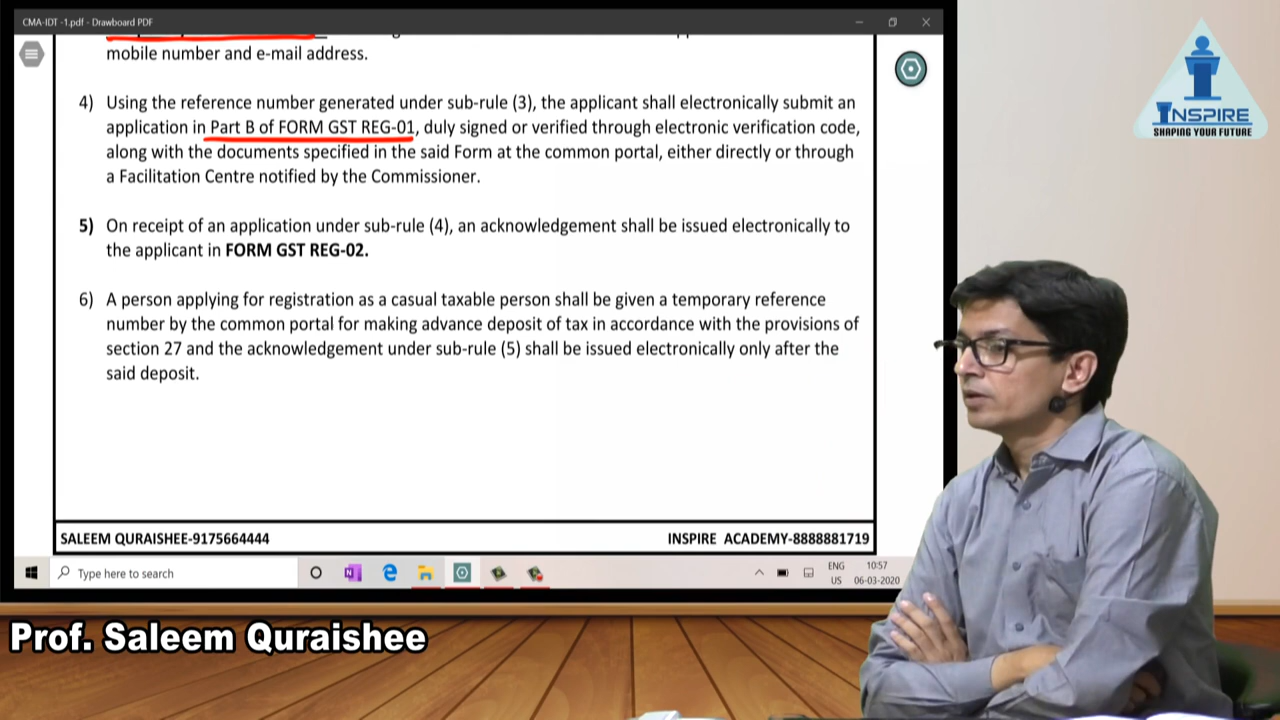 CMA-IDT -1.pdf - Drawboard PDF
mobile number and e-mail address.
4) Using the reference number generated under sub-rule (3), the applicant shall electronically submit an
application in Part B of FORM GST REG-01, duly signed or verified through electronic verification code,
along with the documents specified in the said Form at the common portal, either directly or through
a Facilitation Centre notified by the Commissioner.
5) On receipt of an application under sub-rule (4), an acknowledgement shall be issued electronically to
the applicant in FORM GST REG-02.
6) A person applying for registration as a casual taxable person shall be given a temporary reference
number by the common portal for making advance deposit of tax in accordance with the provisions of
section 27 and the acknowledgement under sub-rule (5) shall be issued electronically only after the
said deposit.
SALEEM QURAISHEE-9175664444
INSPIRE ACADEMY-8888881719
Type here to search
N
ENG
US
10:57
06-03-2020
INSPIRE
SHAPING YOUR FUTURE
Prof. Saleem Quraishee